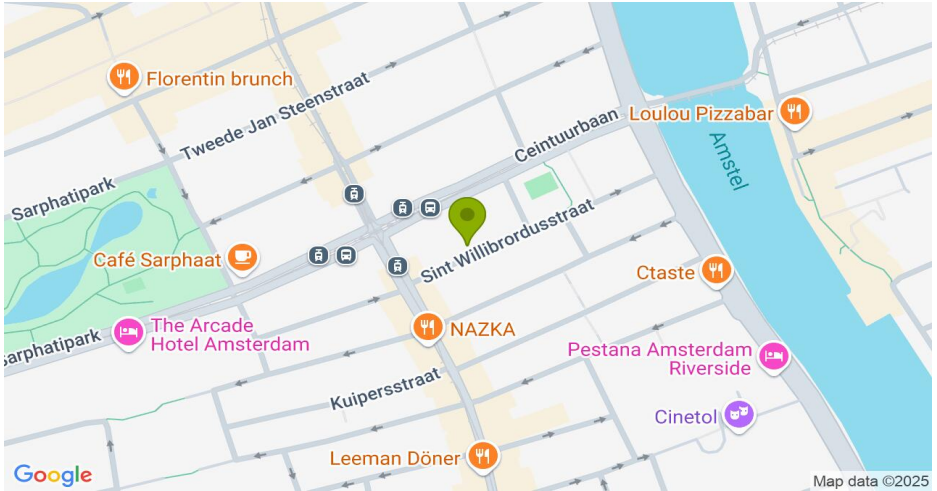 Florentin brunch
Tweede Jan Steenstraat
Ceintuurbaan
Loulou Pizzabar
Amstel
Sarphatipark
Café Sarphaat
Sint Willibrordusstraat
Ctaste
The Arcade
Hotel Amsterdam
Sarphatipark
NAZKA
Pestana Amsterdam
Riverside
Kuipersstraat
Cinetol
Leeman Döner
Google
Map data ©2025